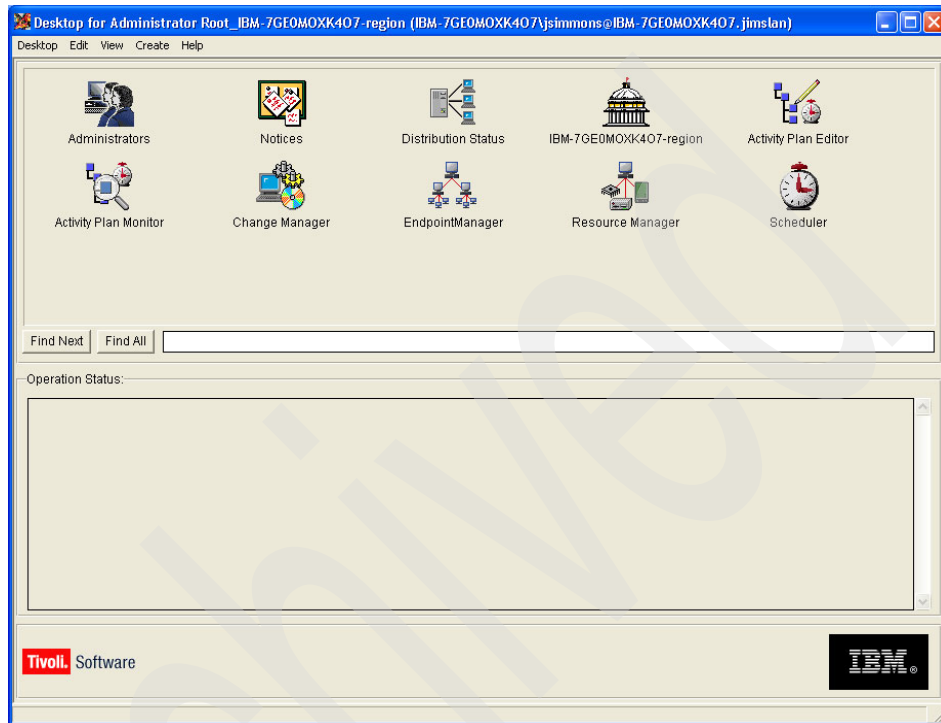 Desktop for Administrator Root_IBM-7GE0MOXK4O7-region (IBM-7GE0MOXK4O7\jsimmons@IBM-7GE0MOXK4O7.jimslan)
Desktop Edit View Create Help
Administrators Notices Distribution Status IBM-7GE0MOXK4O7-region Activity Plan Editor
Activity Plan Monitor Change Manager EndpointManager Resource Manager Scheduler
Find Next Find All
Operation Status:
Tivoli. Software IBM®
Archived